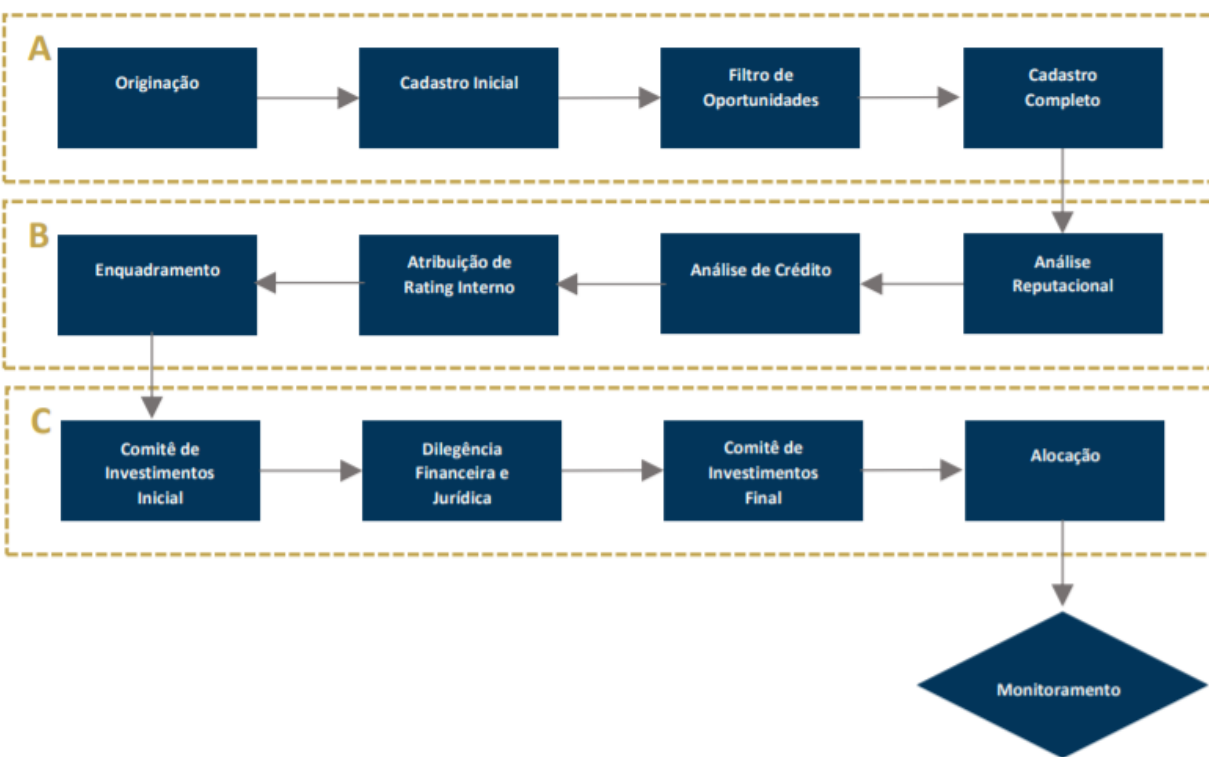 A
Originação
Cadastro Inicial
Filtro de
Oportunidades
Cadastro
Completo
B
Enquadramento
Atribuição de
Rating Interno
Análise de Crédito
Análise
Reputacional
C
Comitê de
Investimentos
Inicial
Dilegência
Financeira e
Jurídica
Comitê de
Investimentos
Final
Alocação
Monitoramento